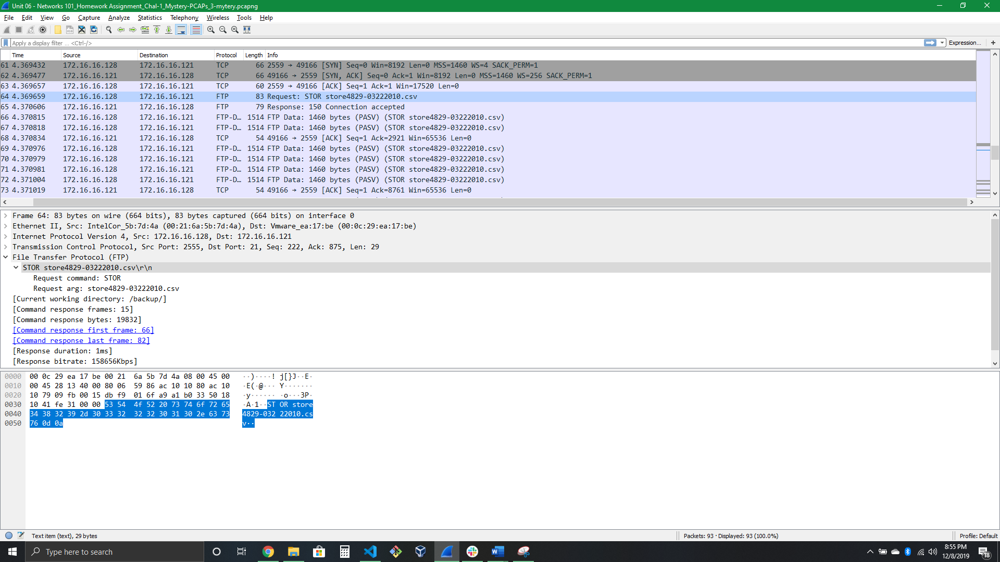 Unit 06 - Networks 101_Homework Assignment_Chal-1_Mystery-PCAPs_3-mytery.pcapng
File Edit View Go Capture Analyze Statistics Telephony Wireless Tools Help
Apply a display filter ... <Ctrl-/>
Expression... +
Time Source Destination Protocol Length Info
61 4.369432 172.16.16.128 172.16.16.121 TCP 66 2559 → 49166 [SYN] Seq=0 Win=8192 Len=0 MSS=1460 WS=4 SACK_PERM=1
62 4.369477 172.16.16.121 172.16.16.128 TCP 66 49166 → 2559 [SYN, ACK] Seq=0 Ack=1 Win=8192 Len=0 MSS=1460 WS=256 SACK_PERM=1
63 4.369657 172.16.16.128 172.16.16.121 TCP 60 2559 → 49166 [ACK] Seq=1 Ack=1 Win=17520 Len=0
64 4.369659 172.16.16.128 172.16.16.121 FTP 83 Request: STOR store4829-03222010.csv
65 4.370606 172.16.16.121 172.16.16.128 FTP 79 Response: 150 Connection accepted
66 4.370815 172.16.16.128 172.16.16.121 FTP-D… 1514 FTP Data: 1460 bytes (PASV) (STOR store4829-03222010.csv)
67 4.370818 172.16.16.128 172.16.16.121 FTP-D… 1514 FTP Data: 1460 bytes (PASV) (STOR store4829-03222010.csv)
68 4.370834 172.16.16.121 172.16.16.128 TCP 54 49166 → 2559 [ACK] Seq=1 Ack=2921 Win=65536 Len=0
69 4.370976 172.16.16.128 172.16.16.121 FTP-D… 1514 FTP Data: 1460 bytes (PASV) (STOR store4829-03222010.csv)
70 4.370979 172.16.16.128 172.16.16.121 FTP-D… 1514 FTP Data: 1460 bytes (PASV) (STOR store4829-03222010.csv)
71 4.370981 172.16.16.128 172.16.16.121 FTP-D… 1514 FTP Data: 1460 bytes (PASV) (STOR store4829-03222010.csv)
72 4.371004 172.16.16.128 172.16.16.121 FTP-D… 1514 FTP Data: 1460 bytes (PASV) (STOR store4829-03222010.csv)
73 4.371019 172.16.16.121 172.16.16.128 TCP 54 49166 → 2559 [ACK] Seq=1 Ack=8761 Win=65536 Len=0
Frame 64: 83 bytes on wire (664 bits), 83 bytes captured (664 bits) on interface 0
Ethernet II, Src: IntelCor_5b:7d:4a (00:21:6a:5b:7d:4a), Dst: Vmware_ea:17:be (00:0c:29:ea:17:be)
Internet Protocol Version 4, Src: 172.16.16.128, Dst: 172.16.16.121
Transmission Control Protocol, Src Port: 2555, Dst Port: 21, Seq: 222, Ack: 875, Len: 29
File Transfer Protocol (FTP)
STOR store4829-03222010.csv\r\n
Request command: STOR
Request arg: store4829-03222010.csv
[Current working directory: /backup/]
[Command response frames: 15]
[Command response bytes: 19832]
[Command response first frame: 66]
[Command response last frame: 82]
[Response duration: 1ms]
[Response bitrate: 158656Kbps]
0000 00 0c 29 ea 17 be 00 21 6a 5b 7d 4a 08 00 45 00 ··)····! j[}J··E·
0010 00 45 28 13 40 00 80 06 59 86 ac 10 10 80 ac 10 ·E(·@··· Y·······
0020 10 79 09 fb 00 15 db f9 01 6f a9 a1 b0 33 50 18 ·y······ ·o···3P·
0030 10 41 fe 31 00 00 53 54 4f 52 20 73 74 6f 72 65 ·A·1··ST OR store
0040 34 38 32 39 2d 30 33 32 32 32 30 31 30 2e 63 73 4829-032 22010.cs
0050 76 0d 0a v··
Text item (text), 29 bytes
Packets: 93 · Displayed: 93 (100.0%)
Profile: Default
Type here to search
8:55 PM
12/8/2019
18